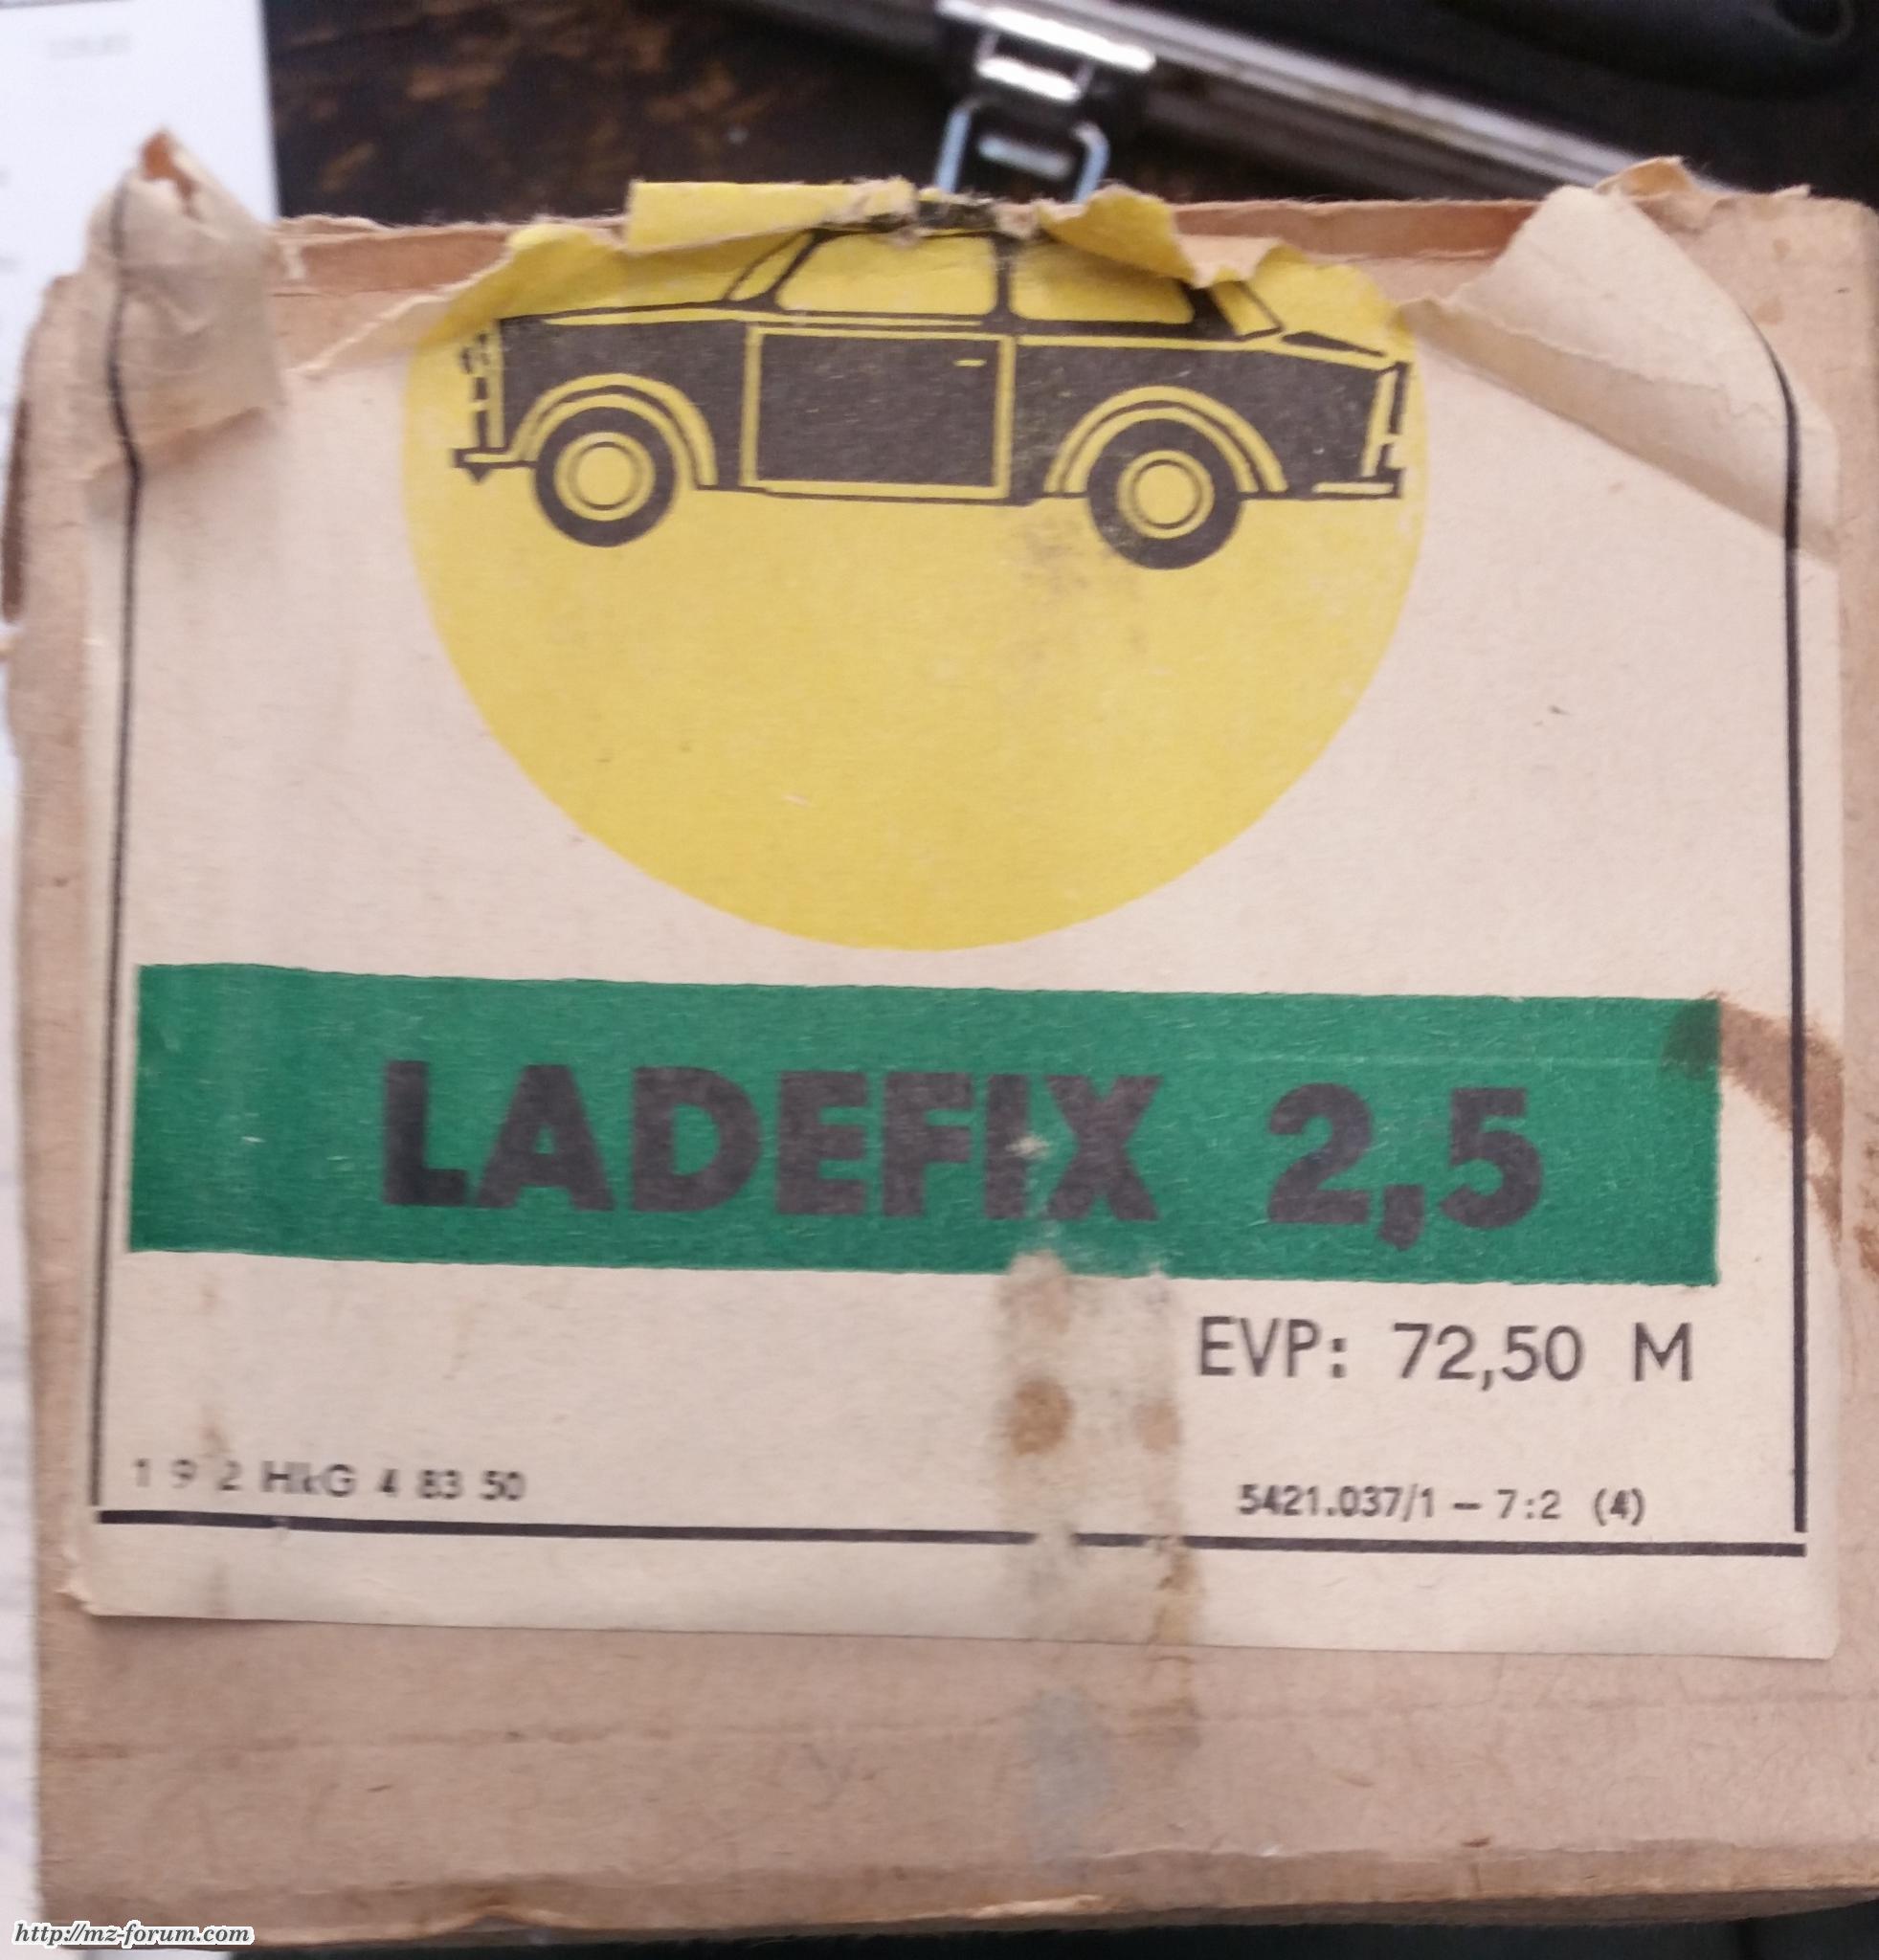 LADEFIX 2,5
EVP: 72,50 M
1 9 2 HkG 4 83 50
5421.037/1 – 7:2 (4)
http://mz-forum.com